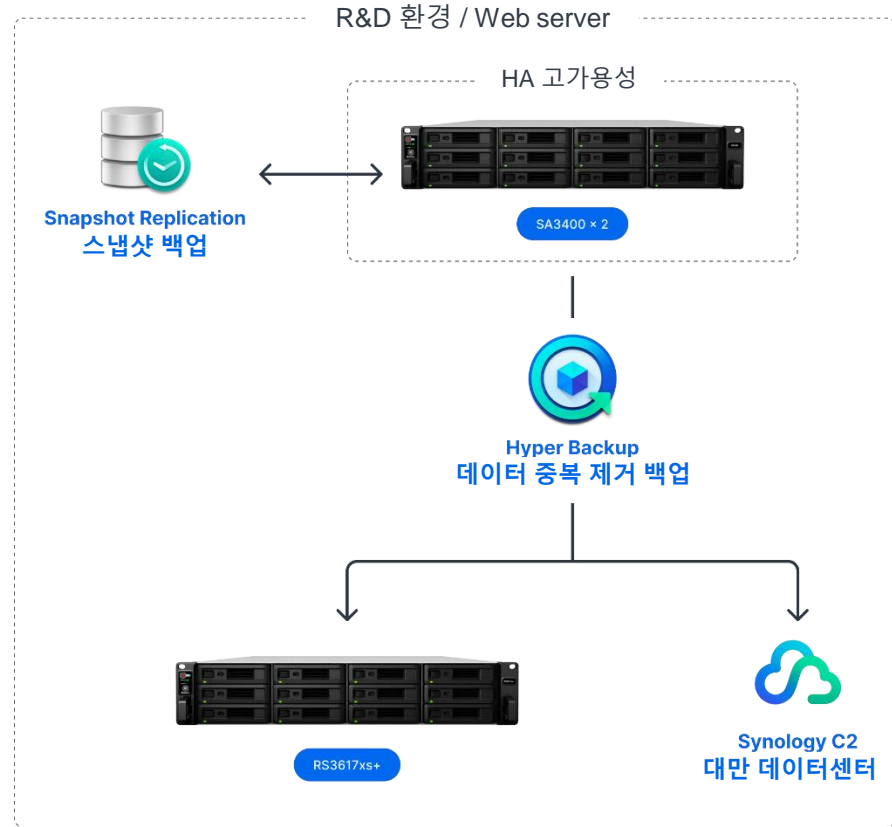 R&D 환경 / Web server
HA 고가용성
SA3400 × 2
Snapshot Replication
스냅샷 백업
Hyper Backup
데이터 중복 제거 백업
RS3617xs+
Synology C2
대만 데이터센터